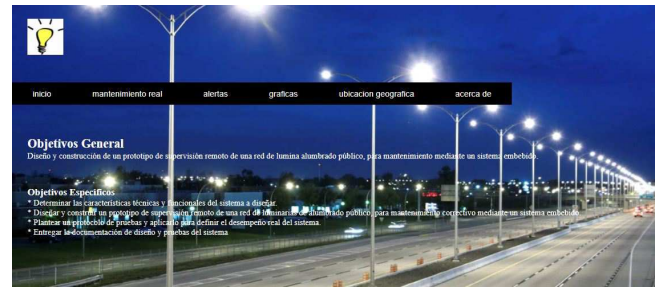 inicio mantenimiento real alertas graficas ubicacion geografica acerca de
Objetivos General
Diseño y construcción de un prototipo de supervisión remoto de una red de lumina alumbrado público, para mantenimiento mediante un sistema embebido.
Objetivos Especificos
* Determinar las características técnicas y funcionales del sistema a diseñar.
* Diseñar y construir un prototipo de supervisión remoto de una red de luminarias de alumbrado público, para mantenimiento correctivo mediante un sistema embebido.
* Plantear un protocolo de pruebas y aplicarlo para definir el desempeño real del sistema.
* Entregar la documentación de diseño y pruebas del sistema